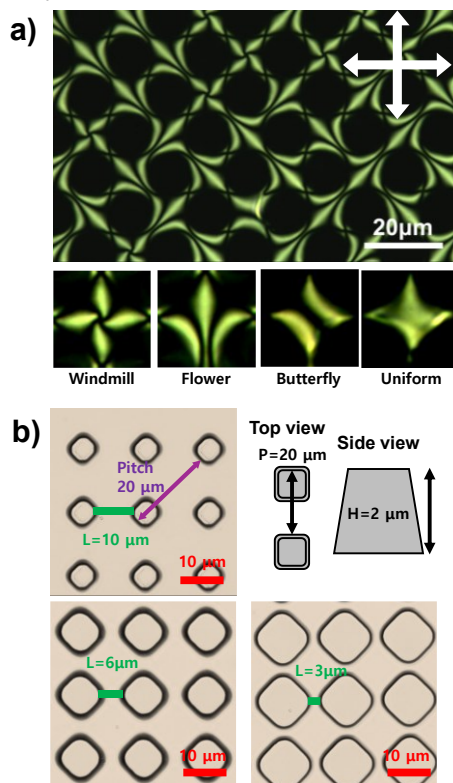 a)
20μm
Windmill Flower Butterfly Uniform
b)
Pitch
20 μm
L=10 μm
10 μm
Top view
P=20 μm
Side view
H=2 μm
L=6μm
10 μm
L=3μm
10 μm